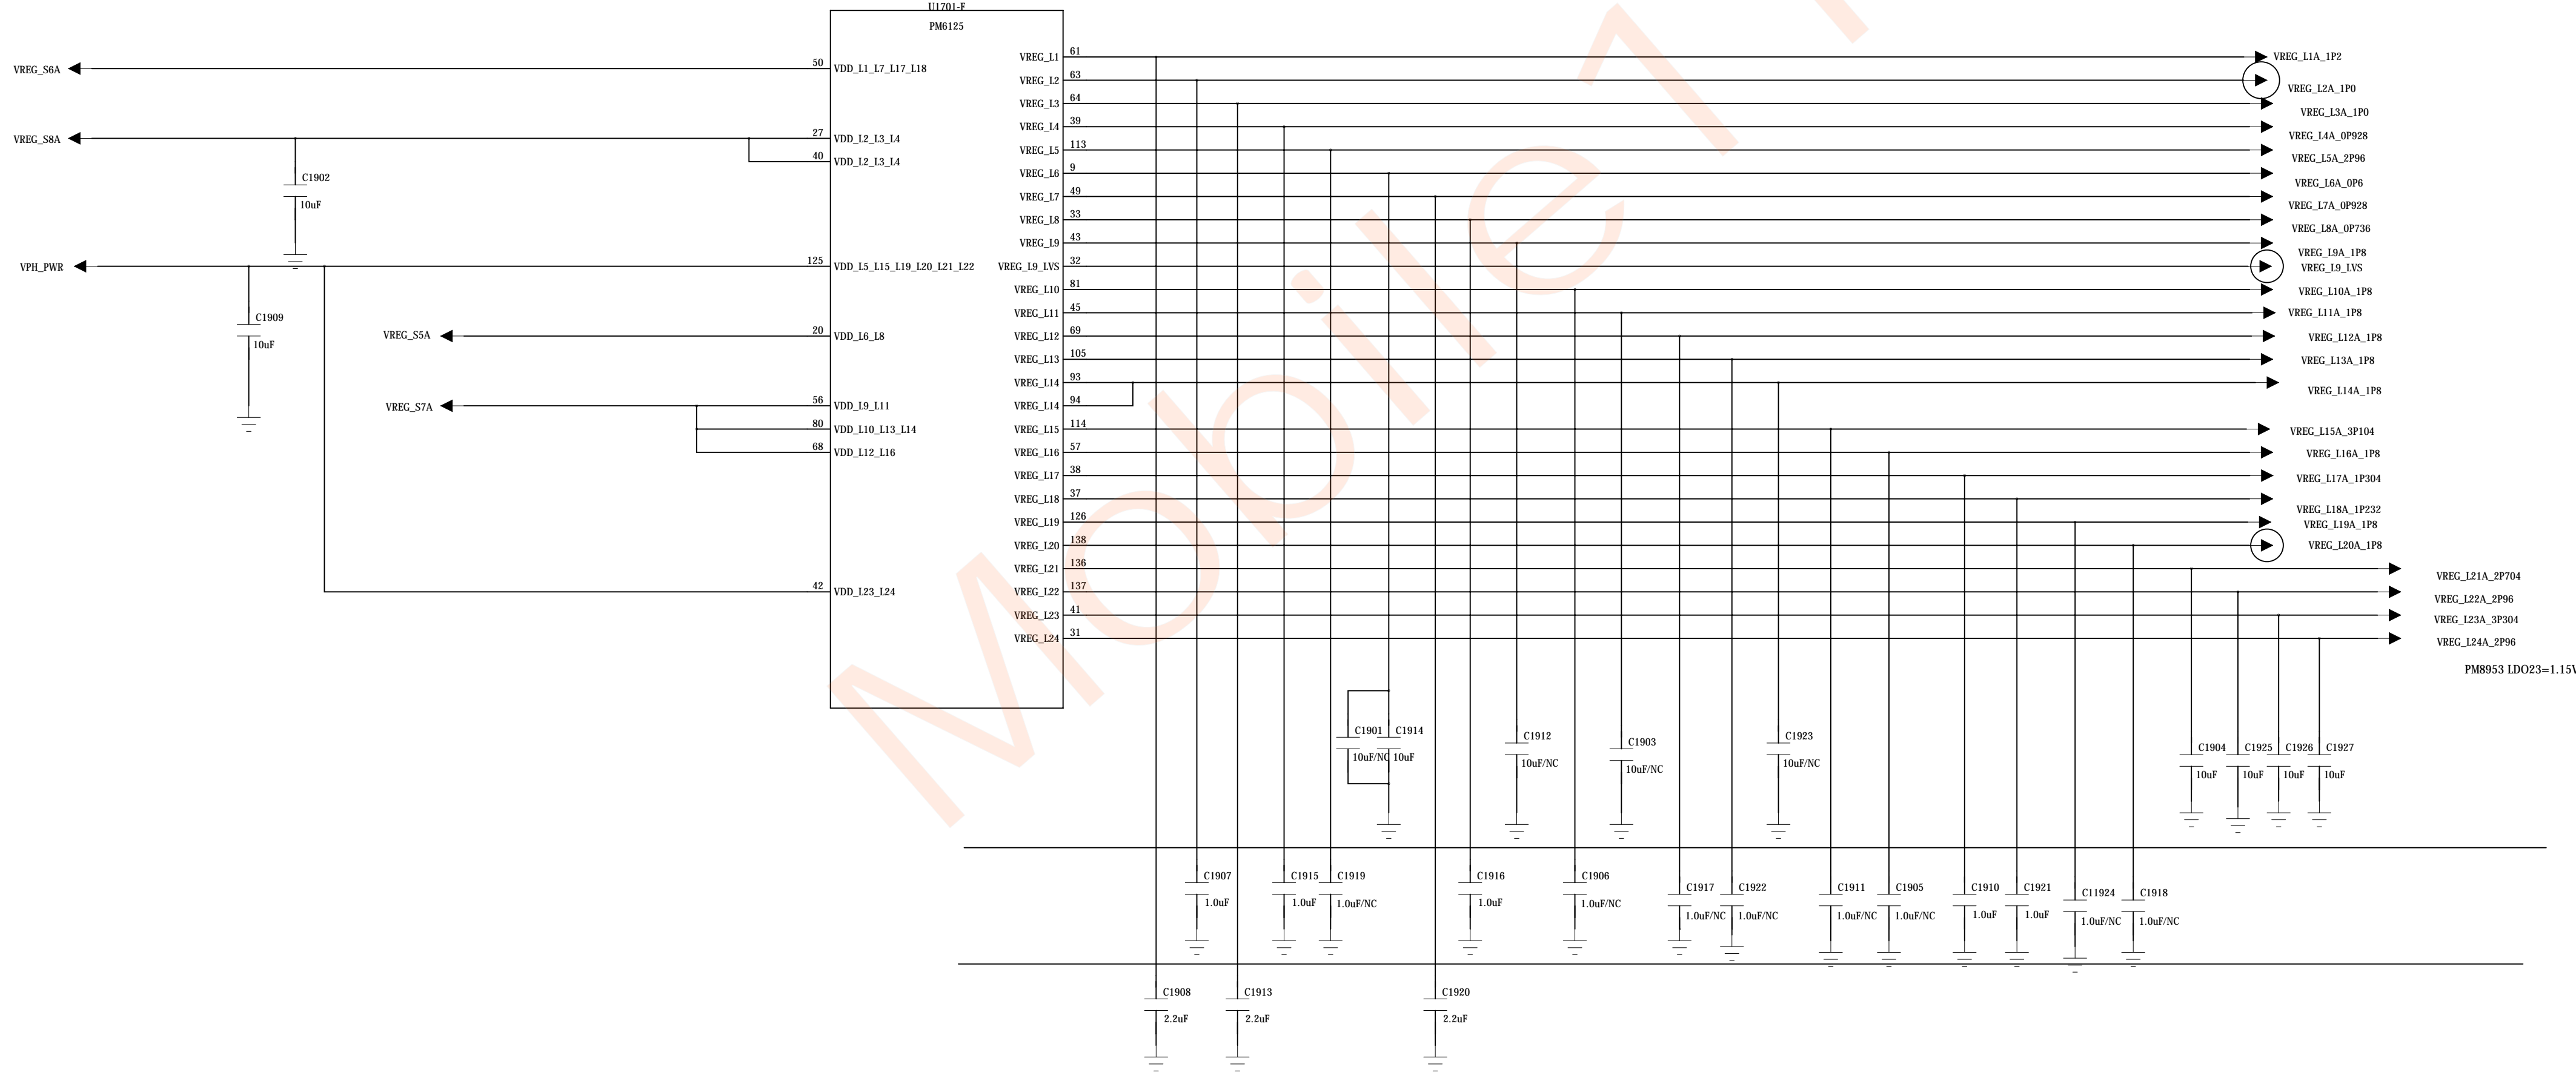 U1701-F
PM6125
VREG_S6A
50
VDD_L1_L7_L17_L18
VREG_S8A
27
VDD_L2_L3_L4
40
VDD_L2_L3_L4
C1902
10uF
VPH_PWR
125
VDD_L5_L15_L19_L20_L21_L22
C1909
10uF
VREG_S5A
20
VDD_L6_L8
VREG_S7A
56
VDD_L9_L11
80
VDD_L10_L13_L14
68
VDD_L12_L16
42
VDD_L23_L24
VREG_L1
61
VREG_L1A_1P2
VREG_L2
63
VREG_L2A_1P0
VREG_L3
64
VREG_L3A_1P0
VREG_L4
39
VREG_L4A_0P928
VREG_L5
113
VREG_L5A_2P96
VREG_L6
9
VREG_L6A_0P6
VREG_L7
49
VREG_L7A_0P928
VREG_L8
33
VREG_L8A_0P736
VREG_L9
43
VREG_L9A_1P8
VREG_L9_LVS
32
VREG_L9_LVS
VREG_L10
81
VREG_L10A_1P8
VREG_L11
45
VREG_L11A_1P8
VREG_L12
69
VREG_L12A_1P8
VREG_L13
105
VREG_L13A_1P8
VREG_L14
93
VREG_L14A_1P8
VREG_L14
94
VREG_L15
114
VREG_L15A_3P104
VREG_L16
57
VREG_L16A_1P8
VREG_L17
38
VREG_L17A_1P304
VREG_L18
37
VREG_L18A_1P232
VREG_L19
126
VREG_L19A_1P8
VREG_L20
138
VREG_L20A_1P8
VREG_L21
136
VREG_L21A_2P704
VREG_L22
137
VREG_L22A_2P96
VREG_L23
41
VREG_L23A_3P304
VREG_L24
31
VREG_L24A_2P96
PM8953 LDO23=1.15V
C1901
10uF/NC
C1914
10uF
C1912
10uF/NC
C1903
10uF/NC
C1923
10uF/NC
C1904
10uF
C1925
10uF
C1926
10uF
C1927
10uF
C1907
1.0uF
C1915
1.0uF
C1919
1.0uF/NC
C1916
1.0uF
C1906
1.0uF/NC
C1917
1.0uF/NC
C1922
1.0uF/NC
C1911
1.0uF/NC
C1905
1.0uF/NC
C1910
1.0uF
C1921
1.0uF
C11924
1.0uF/NC
C1918
1.0uF/NC
C1908
2.2uF
C1913
2.2uF
C1920
2.2uF
Mobile1